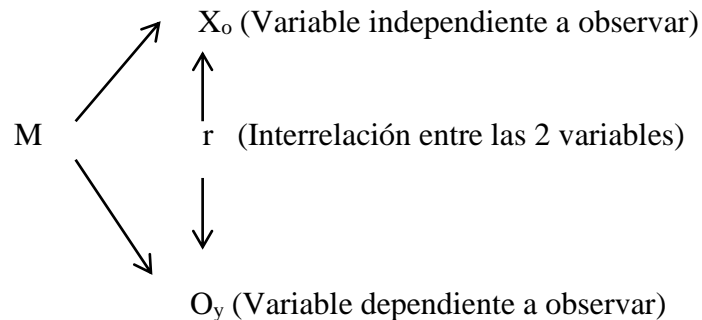 Xₒ (Variable independiente a observar)
M r (Interrelación entre las 2 variables)
Oᵧ (Variable dependiente a observar)